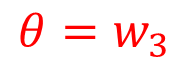 θ = w₃